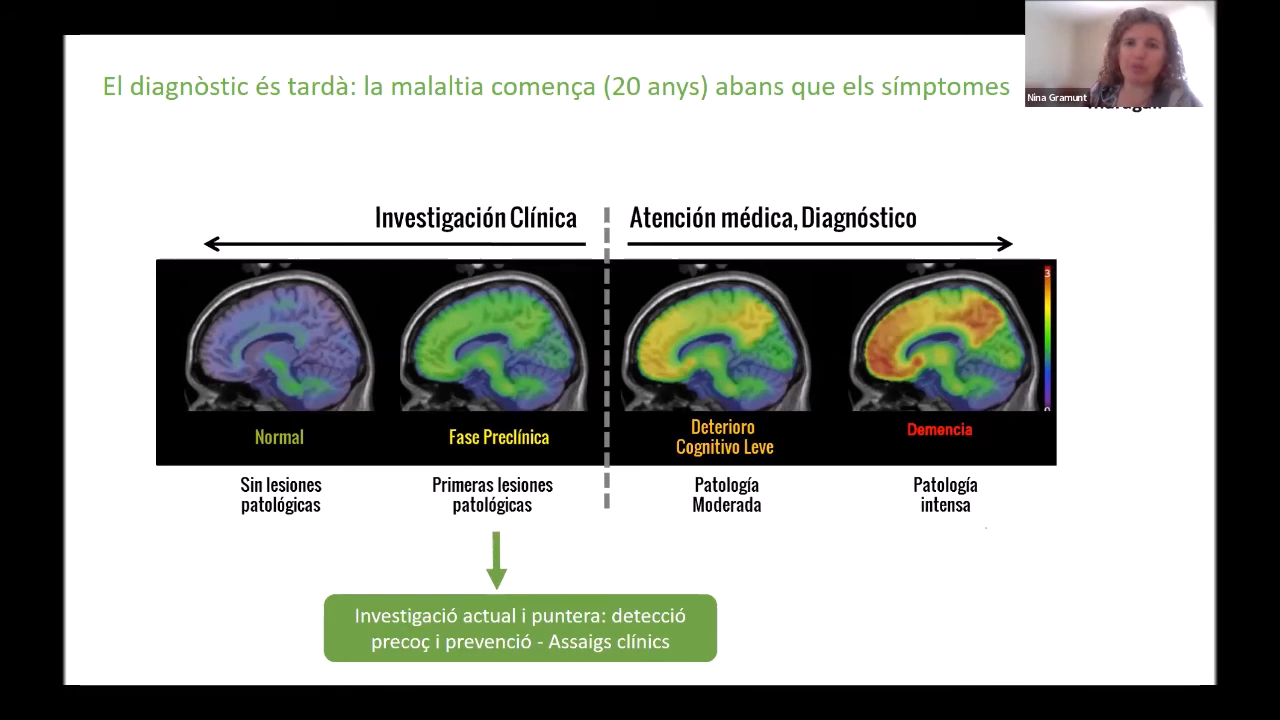 El diagnòstic és tardà: la malaltia comença (20 anys) abans que els símptomes
Nina Gramunt
Investigación Clínica
Atención médica, Diagnóstico
3
0
Normal
Fase Preclínica
Deterioro
Cognitivo Leve
Demencia
Sin lesiones
patológicas
Primeras lesiones
patológicas
Patología
Moderada
Patología
intensa
Investigació actual i puntera: detecció
precoç i prevenció - Assaigs clínics